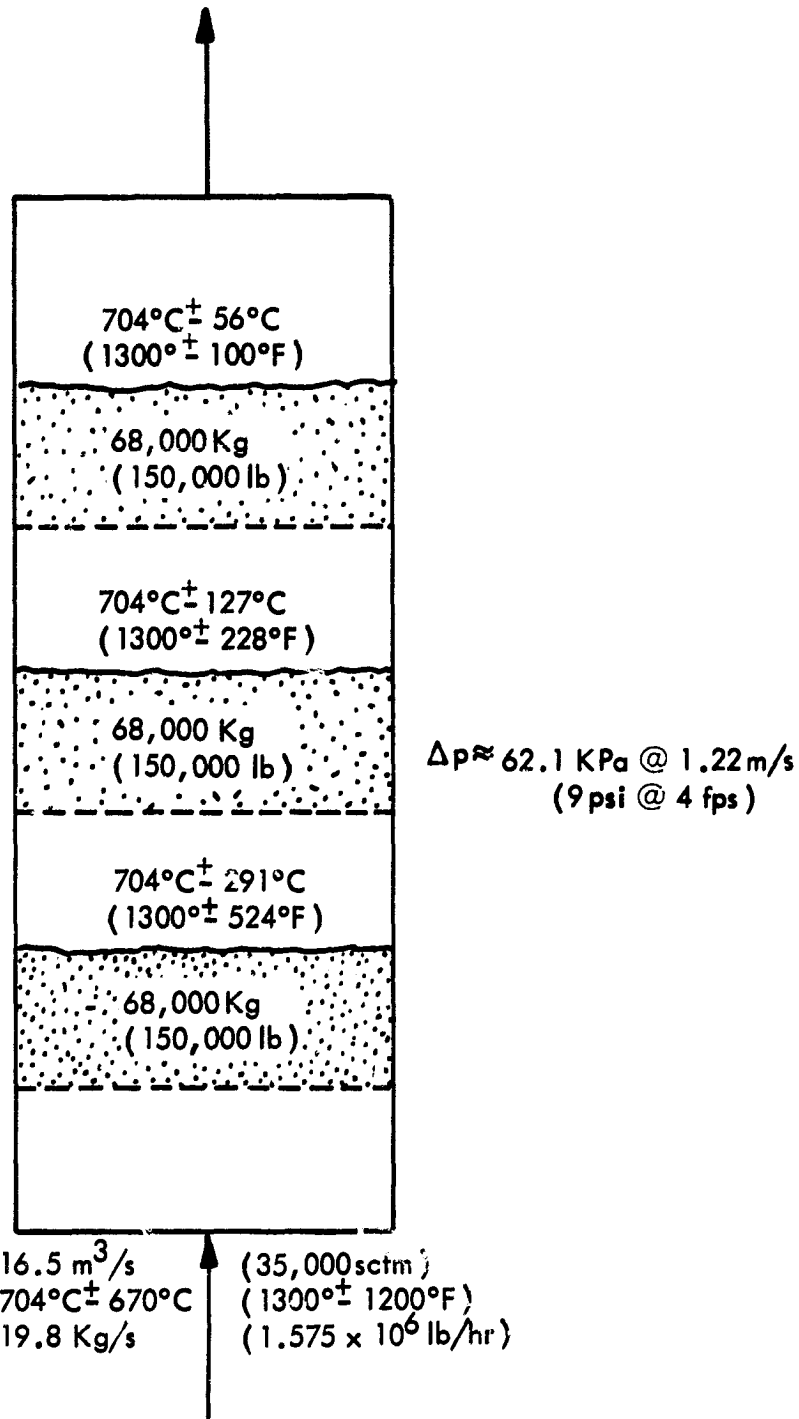 704°C ± 56°C
(1300° ± 100°F)
68,000 Kg
(150,000 lb)
704°C ± 127°C
(1300° ± 228°F)
68,000 Kg
(150,000 lb)
Δp≈ 62.1 KPa @ 1.22 m/s
(9 psi @ 4 fps)
704°C ± 291°C
(1300° ± 524°F)
68,000 Kg
(150,000 lb)
16.5 m³/s (35,000 sctm)
704°C ± 670°C (1300° ± 1200°F)
19.8 Kg/s (1.575 x 10⁶ lb/hr)